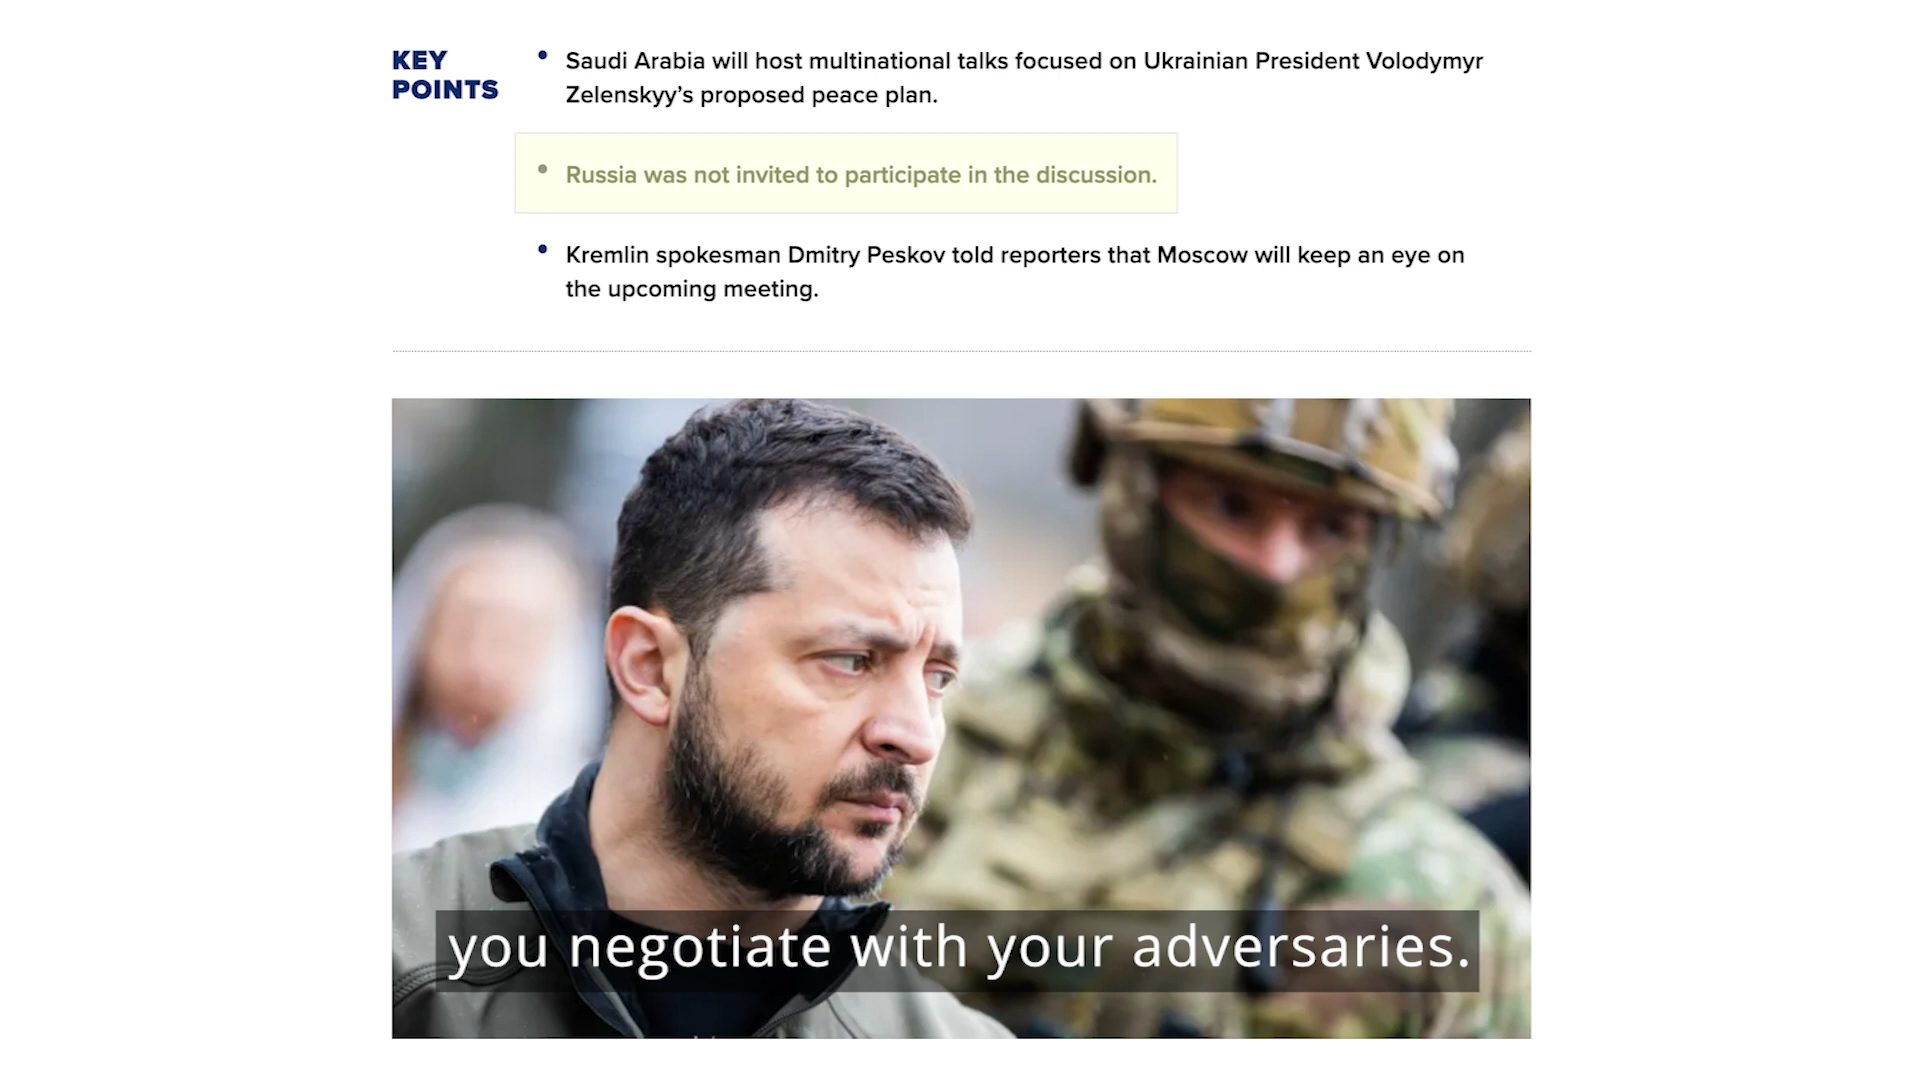 KEY
POINTS
• Saudi Arabia will host multinational talks focused on Ukrainian President Volodymyr
Zelenskyy’s proposed peace plan.
• Russia was not invited to participate in the discussion.
• Kremlin spokesman Dmitry Peskov told reporters that Moscow will keep an eye on
the upcoming meeting.
you negotiate with your adversaries.